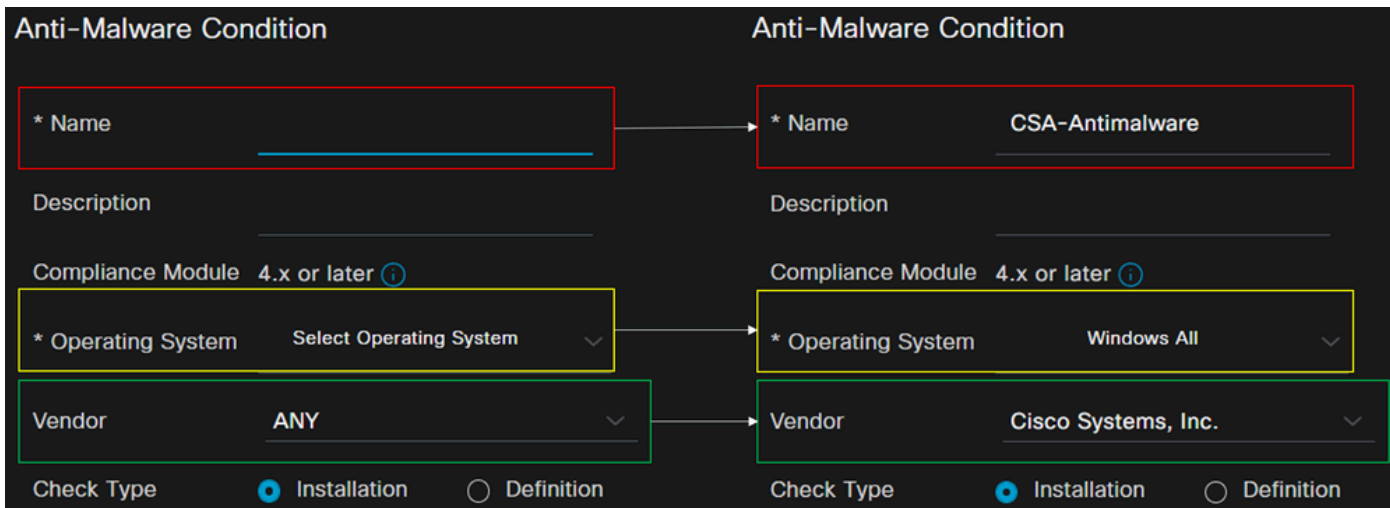 Anti-Malware Condition
* Name
Description
Compliance Module 4.x or later
* Operating System Select Operating System
Vendor ANY
Check Type Installation Definition
Anti-Malware Condition
* Name CSA-Antimalware
Description
Compliance Module 4.x or later
* Operating System Windows All
Vendor Cisco Systems, Inc.
Check Type Installation Definition